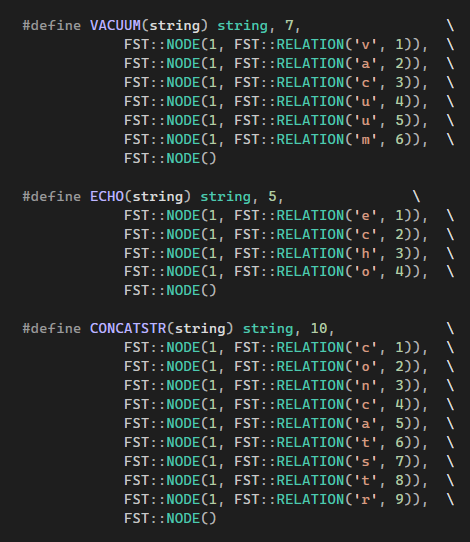 #define VACUUM(string) string, 7, \
FST::NODE(1, FST::RELATION('v', 1)), \
FST::NODE(1, FST::RELATION('a', 2)), \
FST::NODE(1, FST::RELATION('c', 3)), \
FST::NODE(1, FST::RELATION('u', 4)), \
FST::NODE(1, FST::RELATION('u', 5)), \
FST::NODE(1, FST::RELATION('m', 6)), \
FST::NODE()
#define ECHO(string) string, 5, \
FST::NODE(1, FST::RELATION('e', 1)), \
FST::NODE(1, FST::RELATION('c', 2)), \
FST::NODE(1, FST::RELATION('h', 3)), \
FST::NODE(1, FST::RELATION('o', 4)), \
FST::NODE()
#define CONCATSTR(string) string, 10, \
FST::NODE(1, FST::RELATION('c', 1)), \
FST::NODE(1, FST::RELATION('o', 2)), \
FST::NODE(1, FST::RELATION('n', 3)), \
FST::NODE(1, FST::RELATION('c', 4)), \
FST::NODE(1, FST::RELATION('a', 5)), \
FST::NODE(1, FST::RELATION('t', 6)), \
FST::NODE(1, FST::RELATION('s', 7)), \
FST::NODE(1, FST::RELATION('t', 8)), \
FST::NODE(1, FST::RELATION('r', 9)), \
FST::NODE()